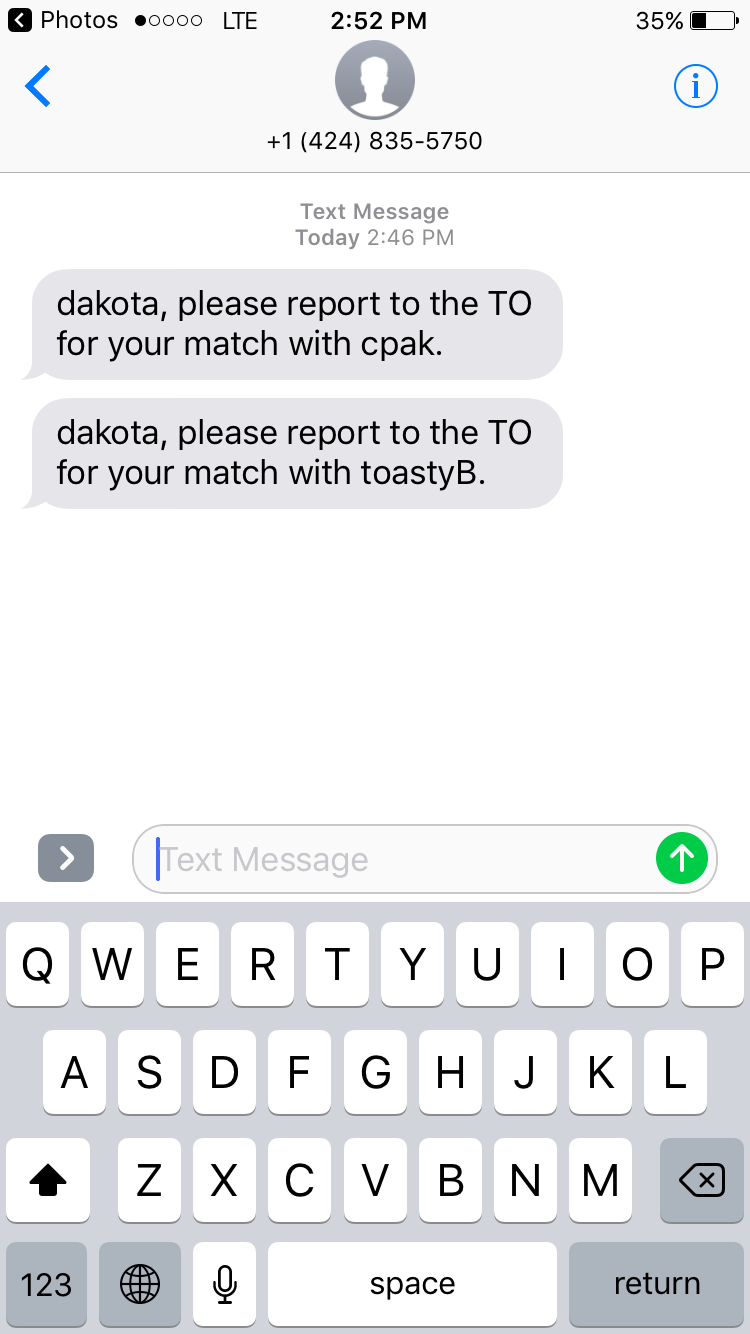 Photos LTE 2:52 PM 35%
i
+1 (424) 835-5750
Text Message
Today 2:46 PM
dakota, please report to the TO
for your match with cpak.
dakota, please report to the TO
for your match with toastyB.
Text Message
Q W E R T Y U I O P
A S D F G H J K L
Z X C V B N M
123 space return